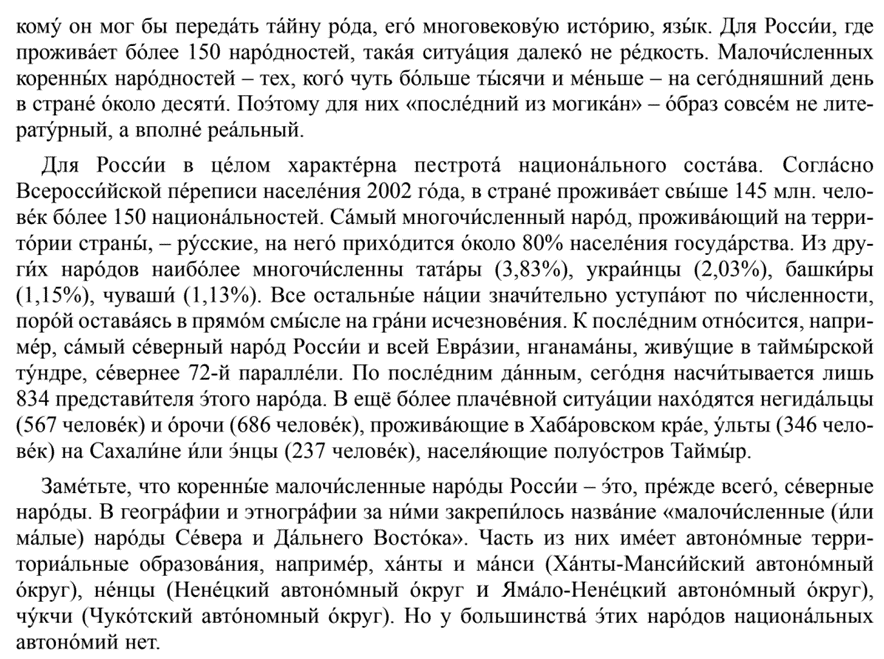 кому́ он мог бы переда́ть та́йну ро́да, его́ многовекову́ю исто́рию, язы́к. Для Росси́и, где
прожива́ет бо́лее 150 наро́дностей, така́я ситуа́ция далеко́ не ре́дкость. Малочи́сленных
коренны́х наро́дностей – тех, кого́ чуть бо́льше ты́сячи и ме́ньше – на сего́дняшний день
в стране́ о́коло десяти́. Поэ́тому для них «после́дний из могика́н» – о́браз совсе́м не лите-
рату́рный, а вполне́ реа́льный.
Для Росси́и в це́лом характе́рна пестрота́ национа́льного соста́ва. Согла́сно
Всеросси́йской пе́реписи населе́ния 2002 го́да, в стране́ прожива́ет свы́ше 145 млн. чело-
ве́к бо́лее 150 национа́льностей. Са́мый многочи́сленный наро́д, прожива́ющий на терри-
то́рии страны́, – ру́сские, на него́ прихо́дится о́коло 80% населе́ния госуда́рства. Из дру-
ги́х наро́дов наибо́лее многочи́сленны тата́ры (3,83%), украи́нцы (2,03%), башки́ры
(1,15%), чуваши́ (1,13%). Все остальны́е на́ции значи́тельно уступа́ют по чи́сленности,
поро́й остава́ясь в прямо́м смы́сле на гра́ни исчезнове́ния. К после́дним отно́сится, напри-
ме́р, са́мый се́верный наро́д Росси́и и всей Евра́зии, нганама́ны, живу́щие в таймы́рской
ту́ндре, се́вернее 72-й паралле́ли. По после́дним да́нным, сего́дня насчи́тывается лишь
834 представи́теля э́того наро́да. В ещё бо́лее плаче́вной ситуа́ции нахо́дятся негида́льцы
(567 челове́к) и о́рочи (686 челове́к), прожива́ющие в Хаба́ровском кра́е, у́льты (346 чело-
ве́к) на Сахали́не и́ли э́нцы (237 челове́к), населя́ющие полуо́стров Таймы́р.
Заме́тьте, что коренны́е малочи́сленные наро́ды Росси́и – э́то, пре́жде всего́, се́верные
наро́ды. В геогра́фии и этногра́фии за ни́ми закрепи́лось назва́ние «малочи́сленные (и́ли
ма́лые) наро́ды Се́вера и Да́льнего Восто́ка». Часть из них име́ет автоно́мные терри-
ториа́льные образова́ния, наприме́р, ха́нты и ма́нси (Ха́нты-Манси́йский автоно́мный
о́круг), не́нцы (Нене́цкий автоно́мный о́круг и Яма́ло-Нене́цкий автоно́мный о́круг),
чу́кчи (Чуко́тский авто́номный о́круг). Но у большинства́ э́тих наро́дов национа́льных
автоно́мий нет.